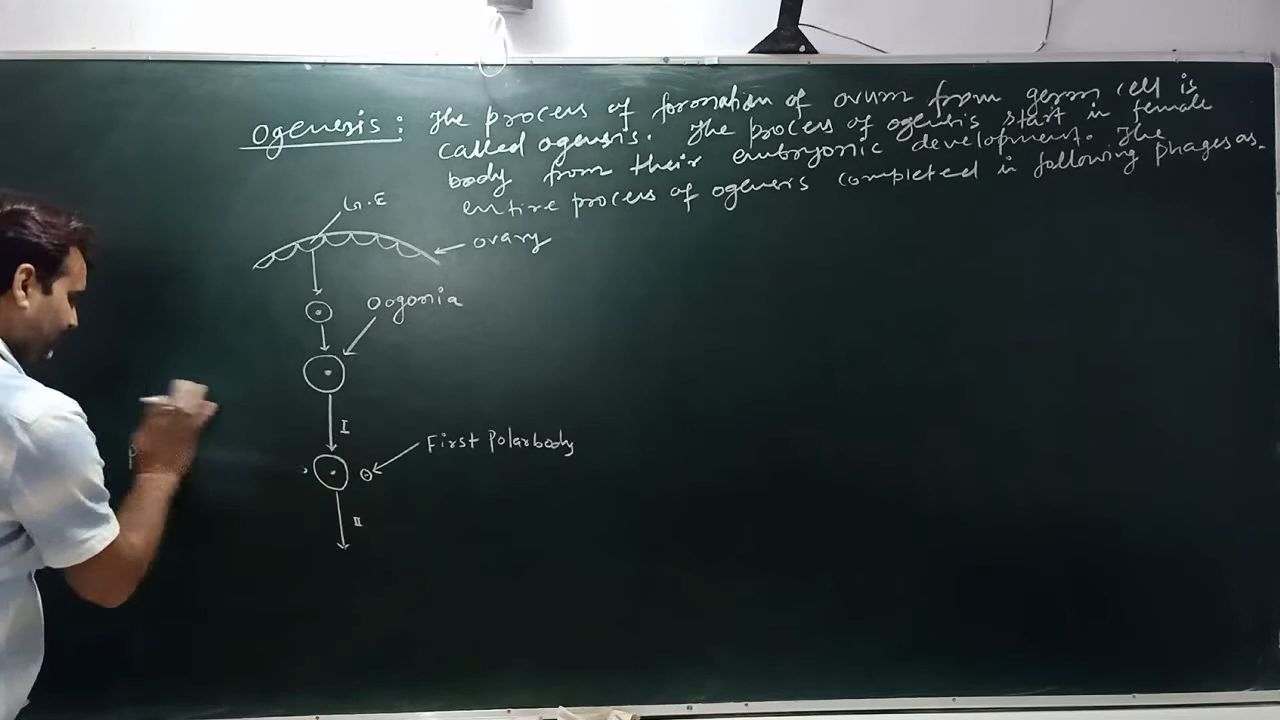 Ogenesis: The process of formation of ovum from germ cell is
called ogensis. The process of ogenesis start in female
body from their embryonic development. The
entire process of ogenesis completed in following phages as.
G.E
Ovary
Oogonia
I
First Polarbody
II